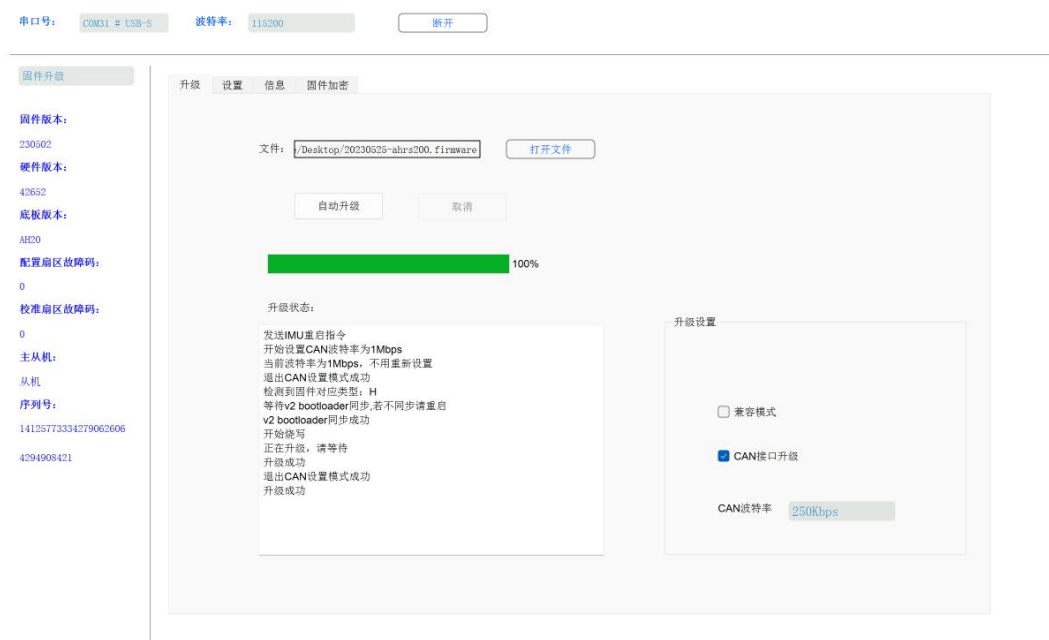 串口号： COM31 # USB-S 波特率： 115200 断开
固件升级
升级 设置 信息 固件加密
固件版本：
230502
硬件版本：
42652
底板版本：
AH20
配置扇区故障码：
0
校准扇区故障码：
0
主从机：
从机
序列号：
14125773334279062606
4294908421
文件： /Desktop/20230525-ahrs200.firmware 打开文件
自动升级 取消
100%
升级状态：
发送IMU重启指令
开始设置CAN波特率为1Mbps
当前波特率为1Mbps，不用重新设置
退出CAN设置模式成功
检测到固件对应类型：H
等待v2 bootloader同步,若不同步请重启
v2 bootloader同步成功
开始烧写
正在升级，请等待
升级成功
退出CAN设置模式成功
升级成功
升级设置
兼容模式
CAN接口升级
CAN波特率 250Kbps